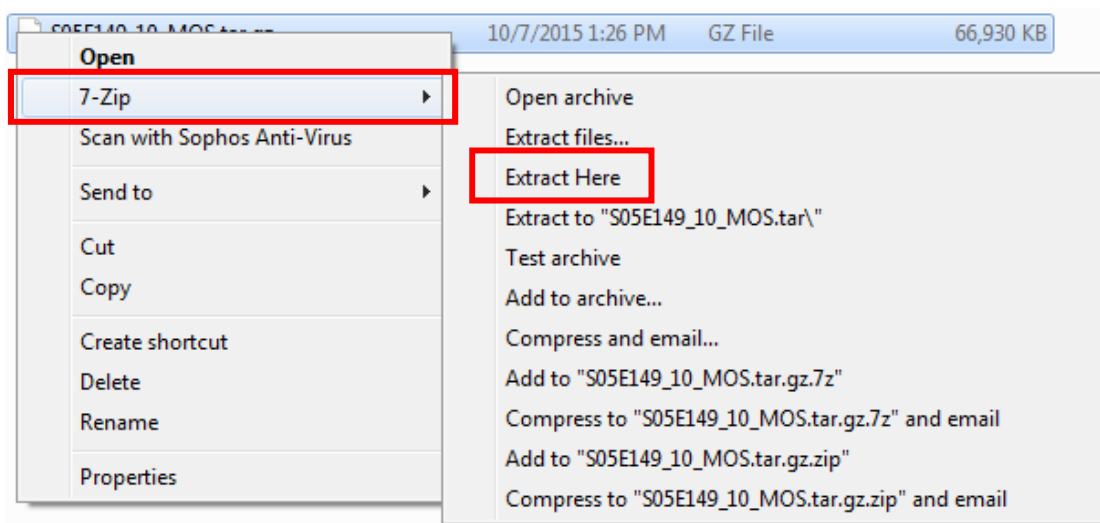 S05E149_10_MOS.tar.gz 10/7/2015 1:26 PM GZ File 66,930 KB
Open
7-Zip
Scan with Sophos Anti-Virus
Send to
Cut
Copy
Create shortcut
Delete
Rename
Properties
Open archive
Extract files...
Extract Here
Extract to "S05E149_10_MOS.tar\"
Test archive
Add to archive...
Compress and email...
Add to "S05E149_10_MOS.tar.gz.7z"
Compress to "S05E149_10_MOS.tar.gz.7z" and email
Add to "S05E149_10_MOS.tar.gz.zip"
Compress to "S05E149_10_MOS.tar.gz.zip" and email